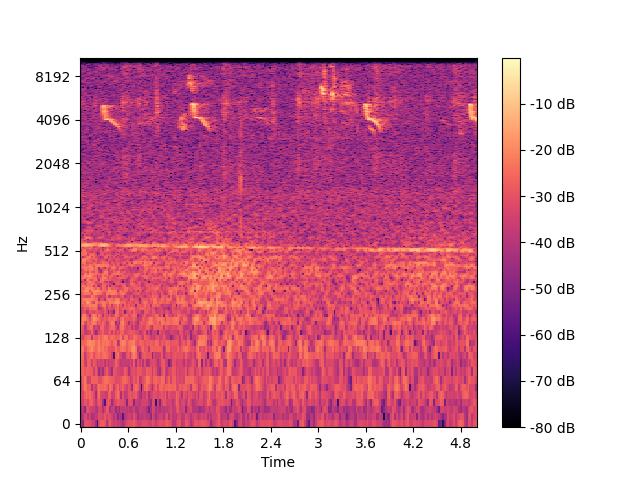 8192
4096
2048
1024
512
256
128
64
0
Hz
0 0.6 1.2 1.8 2.4 3 3.6 4.2 4.8
Time
-10 dB
-20 dB
-30 dB
-40 dB
-50 dB
-60 dB
-70 dB
-80 dB